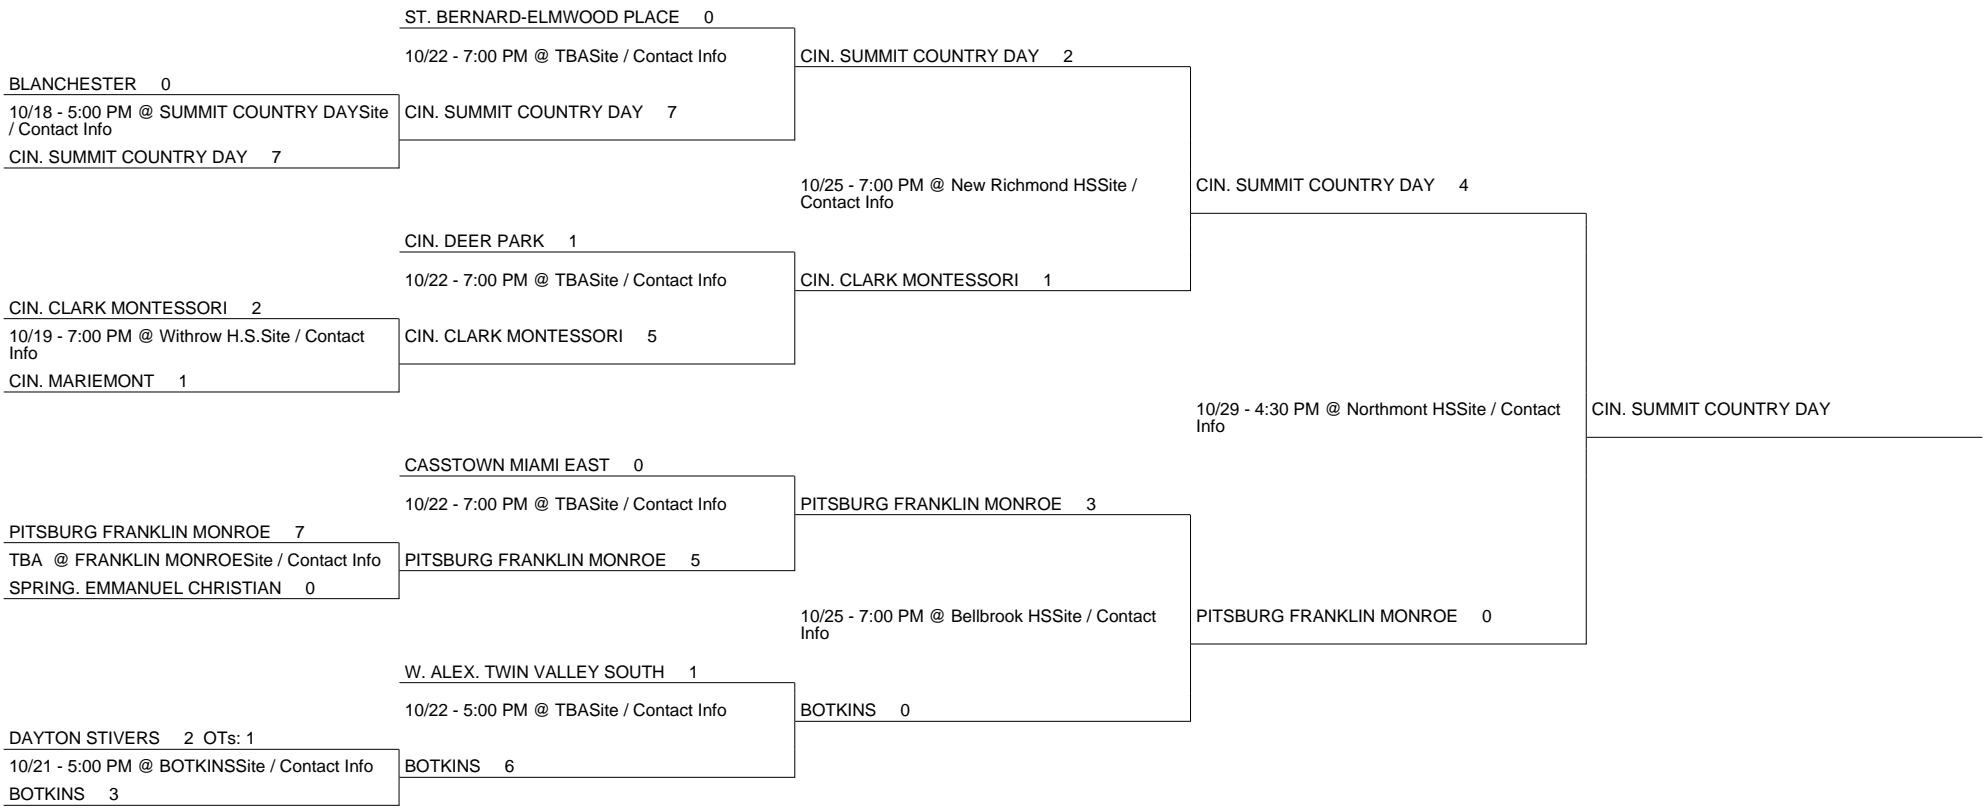 ST. BERNARD-ELMWOOD PLACE 0
10/22 - 7:00 PM @ TBASite / Contact Info
CIN. SUMMIT COUNTRY DAY 2
BLANCHESTER 0
10/18 - 5:00 PM @ SUMMIT COUNTRY DAYSite
/ Contact Info
CIN. SUMMIT COUNTRY DAY 7
CIN. SUMMIT COUNTRY DAY 7
10/25 - 7:00 PM @ New Richmond HSSite /
Contact Info
CIN. SUMMIT COUNTRY DAY 4
CIN. DEER PARK 1
10/22 - 7:00 PM @ TBASite / Contact Info
CIN. CLARK MONTESSORI 1
CIN. CLARK MONTESSORI 2
10/19 - 7:00 PM @ Withrow H.S.Site / Contact
Info
CIN. CLARK MONTESSORI 5
CIN. MARIEMONT 1
10/29 - 4:30 PM @ Northmont HSSite / Contact
Info
CIN. SUMMIT COUNTRY DAY
CASSTOWN MIAMI EAST 0
10/22 - 7:00 PM @ TBASite / Contact Info
PITSBURG FRANKLIN MONROE 3
PITSBURG FRANKLIN MONROE 7
TBA @ FRANKLIN MONROESite / Contact Info
PITSBURG FRANKLIN MONROE 5
SPRING. EMMANUEL CHRISTIAN 0
10/25 - 7:00 PM @ Bellbrook HSSite / Contact
Info
PITSBURG FRANKLIN MONROE 0
W. ALEX. TWIN VALLEY SOUTH 1
10/22 - 5:00 PM @ TBASite / Contact Info
BOTKINS 0
DAYTON STIVERS 2 OTs: 1
10/21 - 5:00 PM @ BOTKINSSite / Contact Info
BOTKINS 6
BOTKINS 3